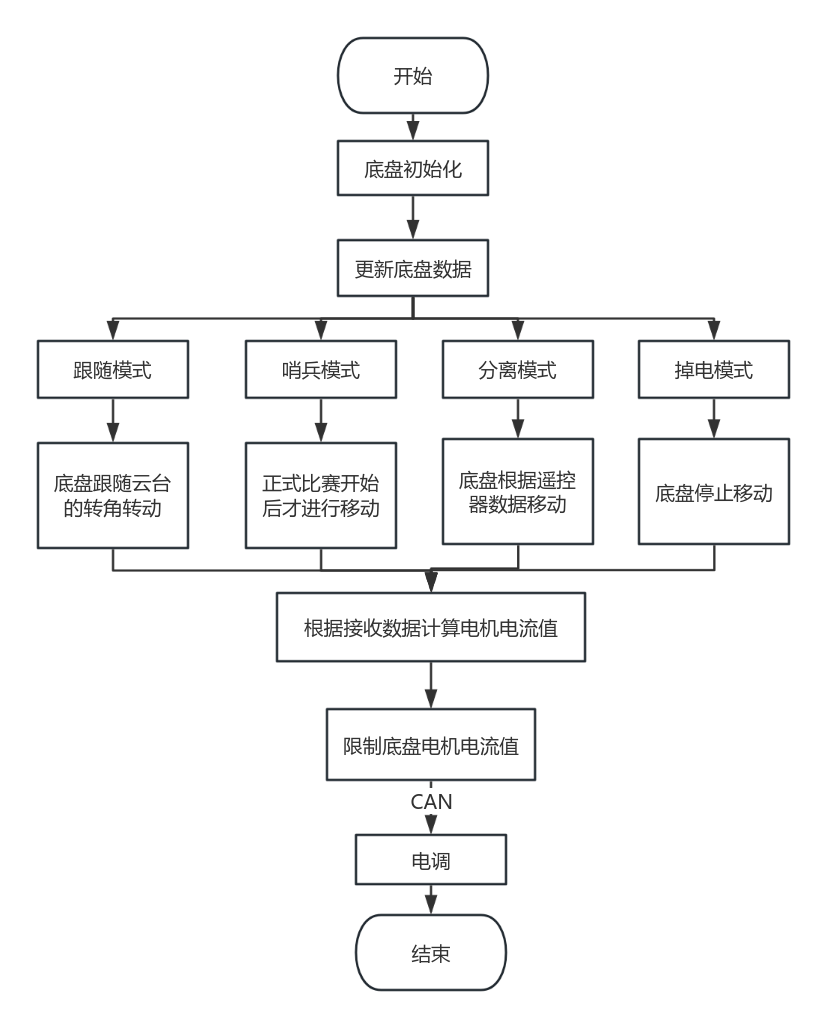 开始
底盘初始化
更新底盘数据
跟随模式
哨兵模式
分离模式
掉电模式
底盘跟随云台
的转角转动
正式比赛开始
后才进行移动
底盘根据遥控
器数据移动
底盘停止移动
根据接收数据计算电机电流值
限制底盘电机电流值
CAN
电调
结束